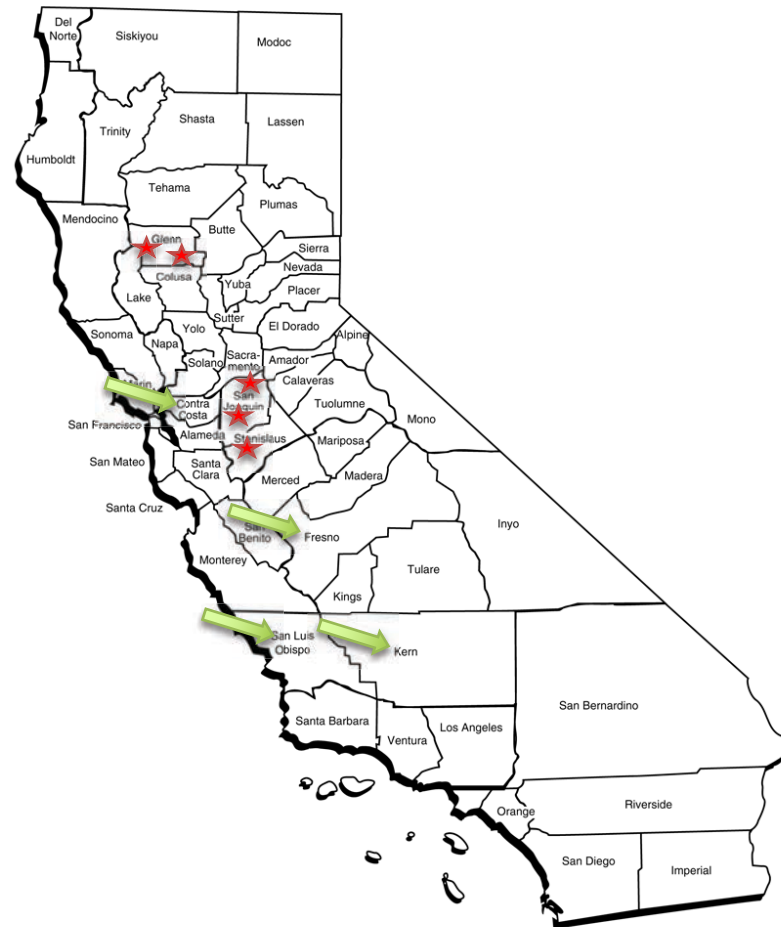 Del
Norte
Siskiyou
Modoc
Trinity
Shasta
Lassen
Humboldt
Tehama
Plumas
Mendocino
Glenn
Butte
Sierra
Nevada
Colusa
Yuba
Placer
Lake
Sutter
El Dorado
Yolo
Sonoma
Napa
Sacra-
mento
Alpine
Solano
Amador
Marin
Calaveras
Contra
Costa
San
Joaquin
Tuolumne
Mono
San Francisco
Alameda
Stanislaus
Mariposa
San Mateo
Santa
Clara
Merced
Madera
Santa Cruz
San
Benito
Fresno
Inyo
Monterey
Tulare
Kings
San Luis
Obispo
Kern
San Bernardino
Santa Barbara
Ventura
Los Angeles
Orange
Riverside
San Diego
Imperial